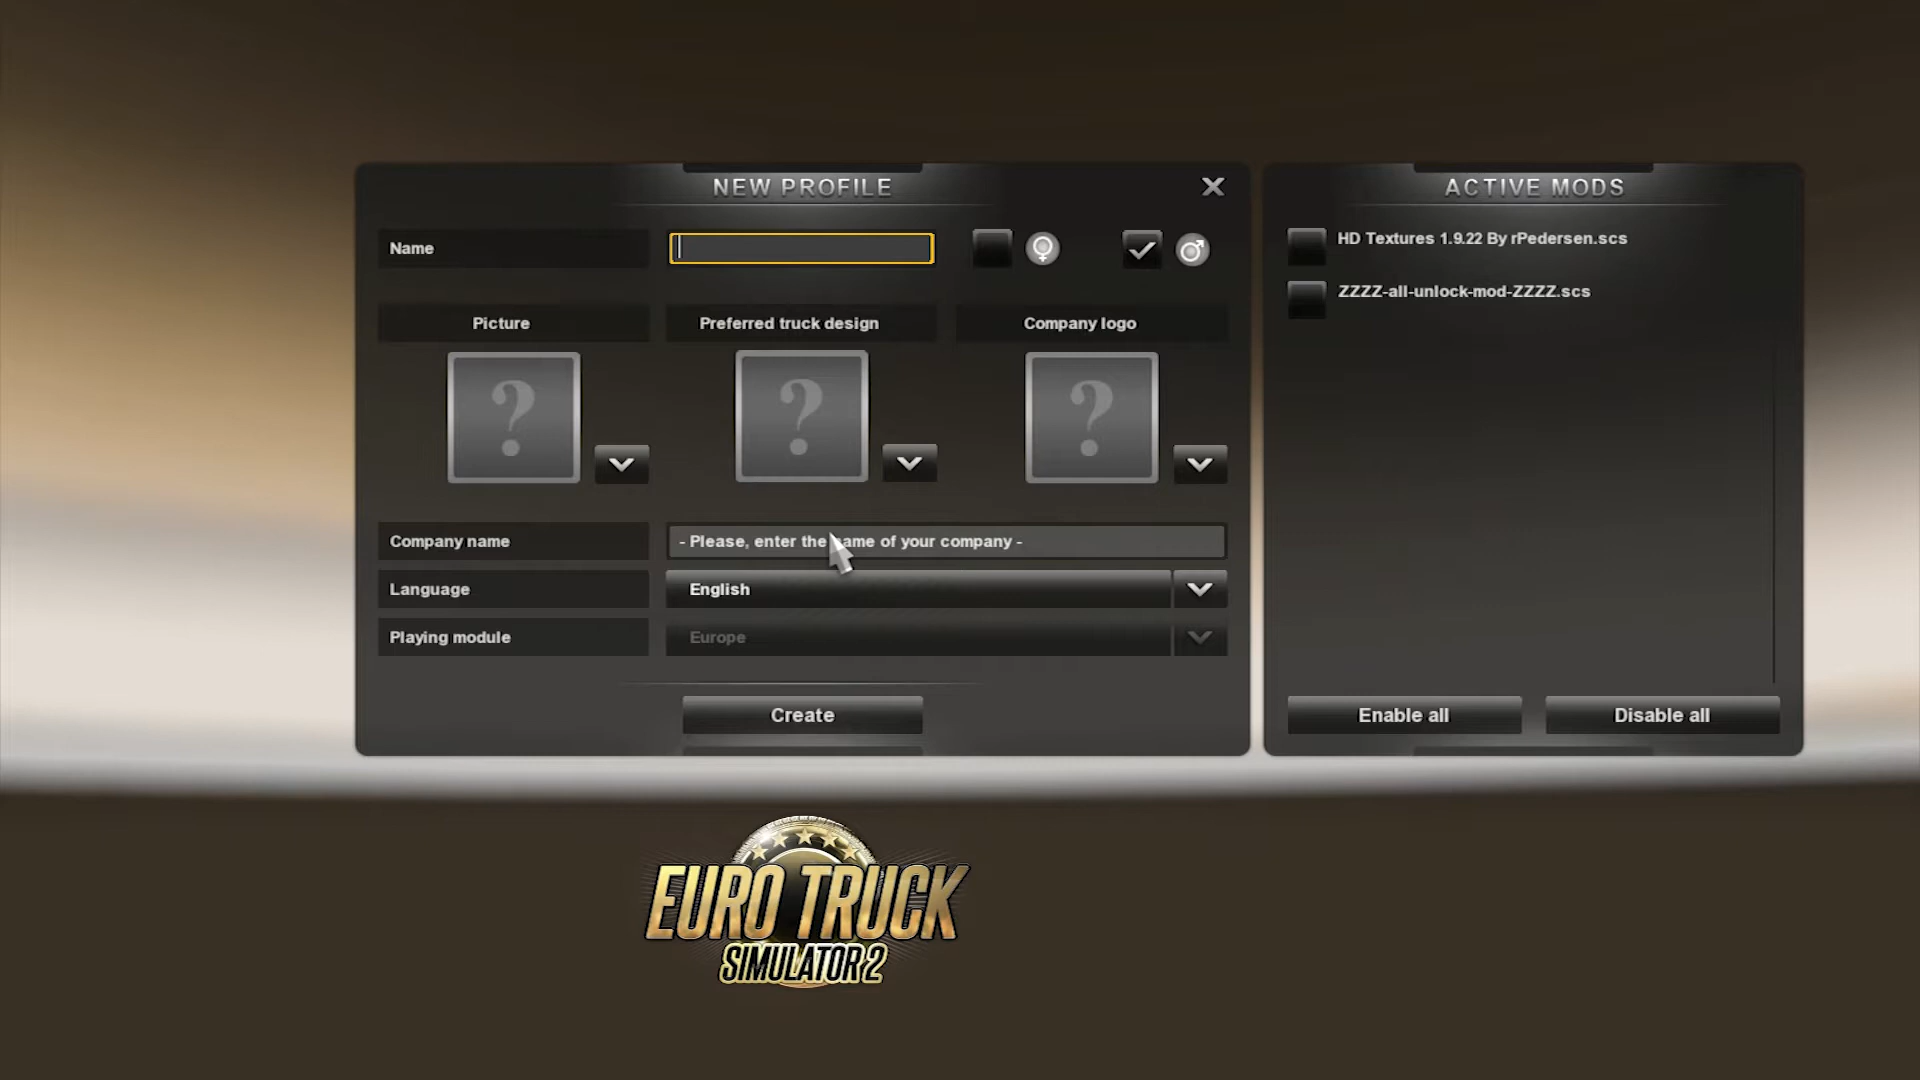 NEW PROFILE
Name
Picture
Preferred truck design
Company logo
?
?
?
Company name
- Please, enter the name of your company -
Language
English
Playing module
Europe
Create
ACTIVE MODS
HD Textures 1.9.22 By rPedersen.scs
ZZZZ-all-unlock-mod-ZZZZ.scs
Enable all
Disable all
EURO TRUCK
SIMULATOR 2